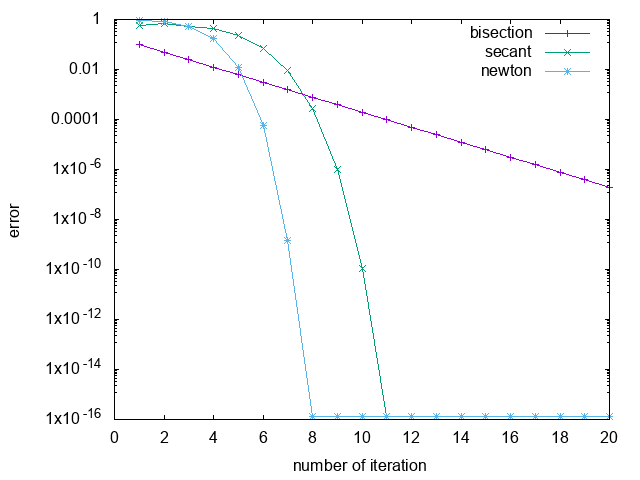 1
0.01
0.0001
1x10-6
1x10-8
1x10-10
1x10-12
1x10-14
1x10-16
0 2 4 6 8 10 12 14 16 18 20
error
number of iteration
bisection
secant
newton